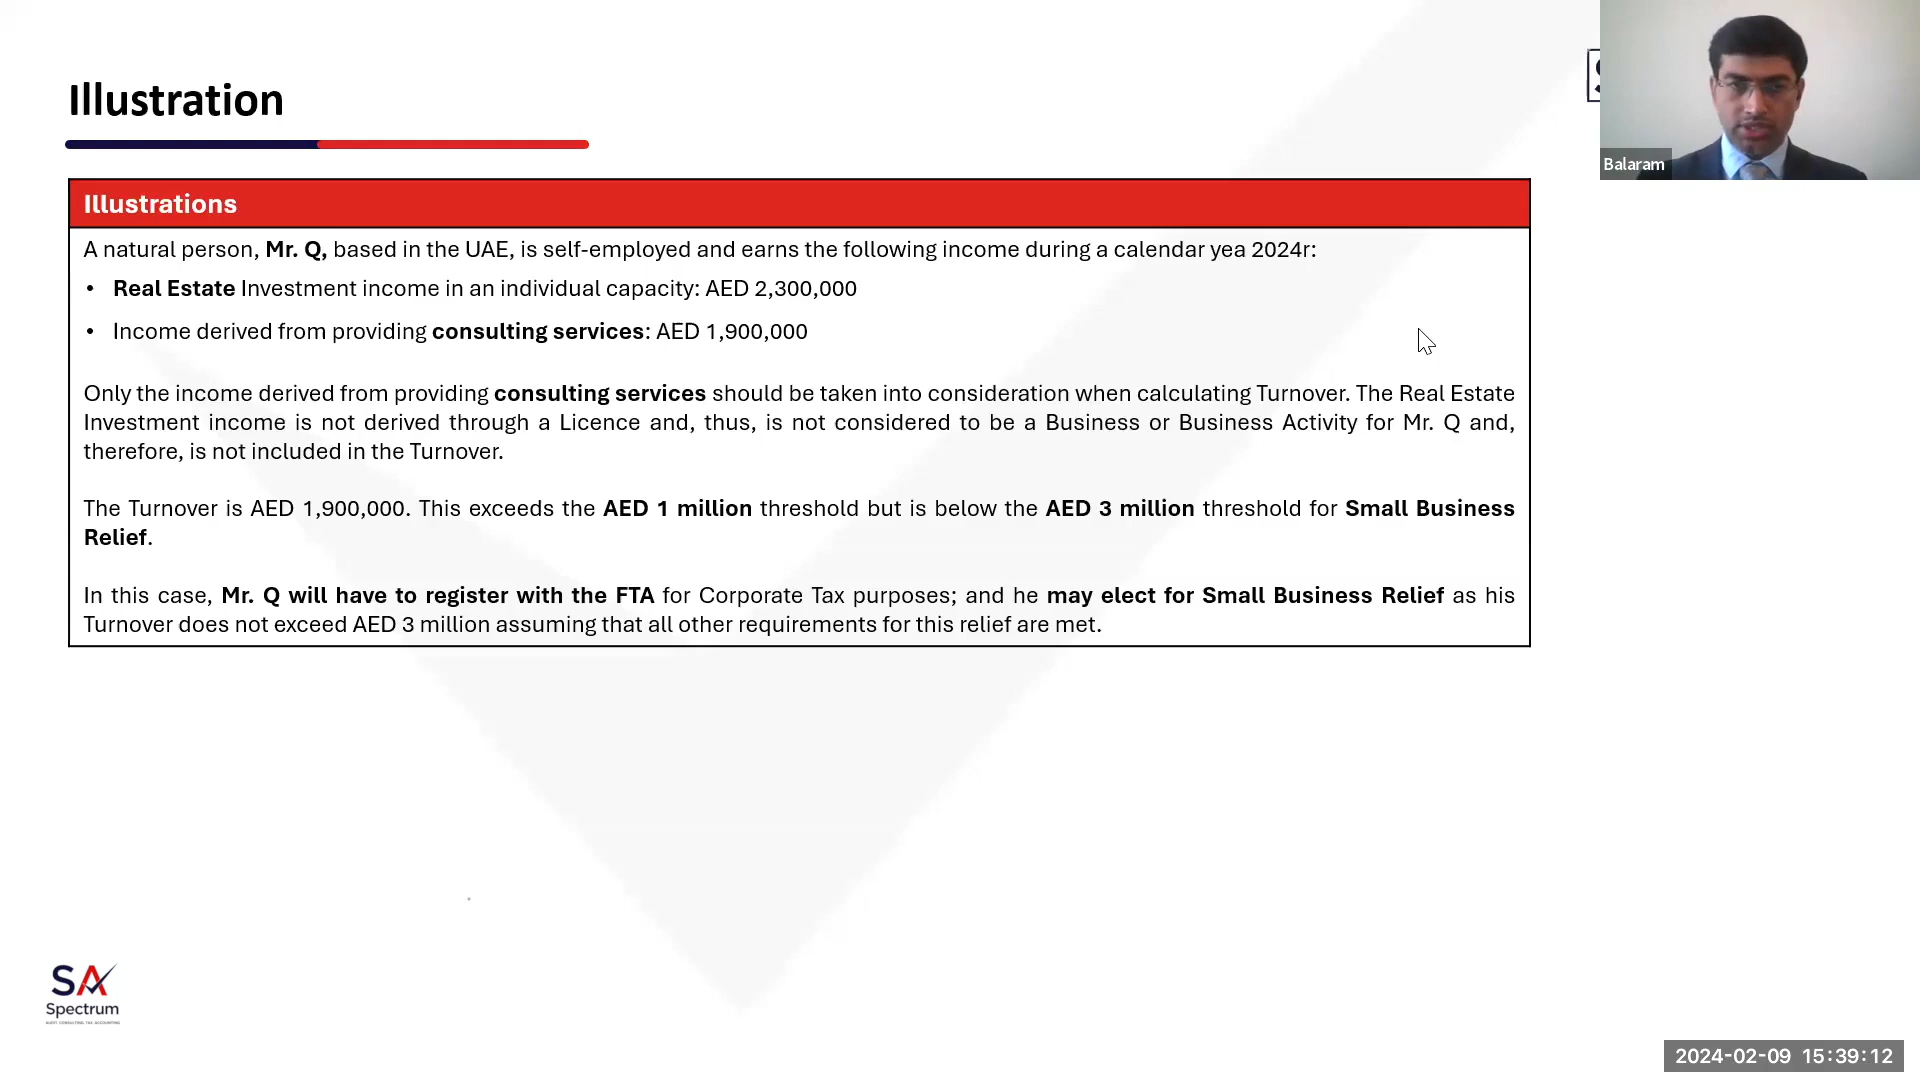 Illustration
Balaram
Illustrations
A natural person, Mr. Q, based in the UAE, is self-employed and earns the following income during a calendar yea 2024r:
• Real Estate Investment income in an individual capacity: AED 2,300,000
• Income derived from providing consulting services: AED 1,900,000
Only the income derived from providing consulting services should be taken into consideration when calculating Turnover. The Real Estate
Investment income is not derived through a Licence and, thus, is not considered to be a Business or Business Activity for Mr. Q and,
therefore, is not included in the Turnover.
The Turnover is AED 1,900,000. This exceeds the AED 1 million threshold but is below the AED 3 million threshold for Small Business
Relief.
In this case, Mr. Q will have to register with the FTA for Corporate Tax purposes; and he may elect for Small Business Relief as his
Turnover does not exceed AED 3 million assuming that all other requirements for this relief are met.
SA
Spectrum
AUDIT. CONSULTING. TAX. ACCOUNTING
2024-02-09 15:39:12